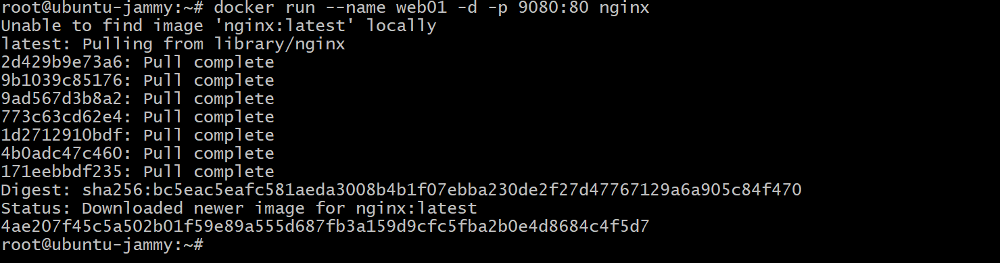 root@ubuntu-jammy:~# docker run --name web01 -d -p 9080:80 nginx
Unable to find image 'nginx:latest' locally
latest: Pulling from library/nginx
2d429b9e73a6: Pull complete
9b1039c85176: Pull complete
9ad567d3b8a2: Pull complete
773c63cd62e4: Pull complete
1d2712910bdf: Pull complete
4b0adc47c460: Pull complete
171eebbdf235: Pull complete
Digest: sha256:bc5eac5eafc581aeda3008b4b1f07ebba230de2f27d47767129a6a905c84f470
Status: Downloaded newer image for nginx:latest
4ae207f45c5a502b01f59e89a555d687fb3a159d9cfc5fba2b0e4d8684c4f5d7
root@ubuntu-jammy:~#